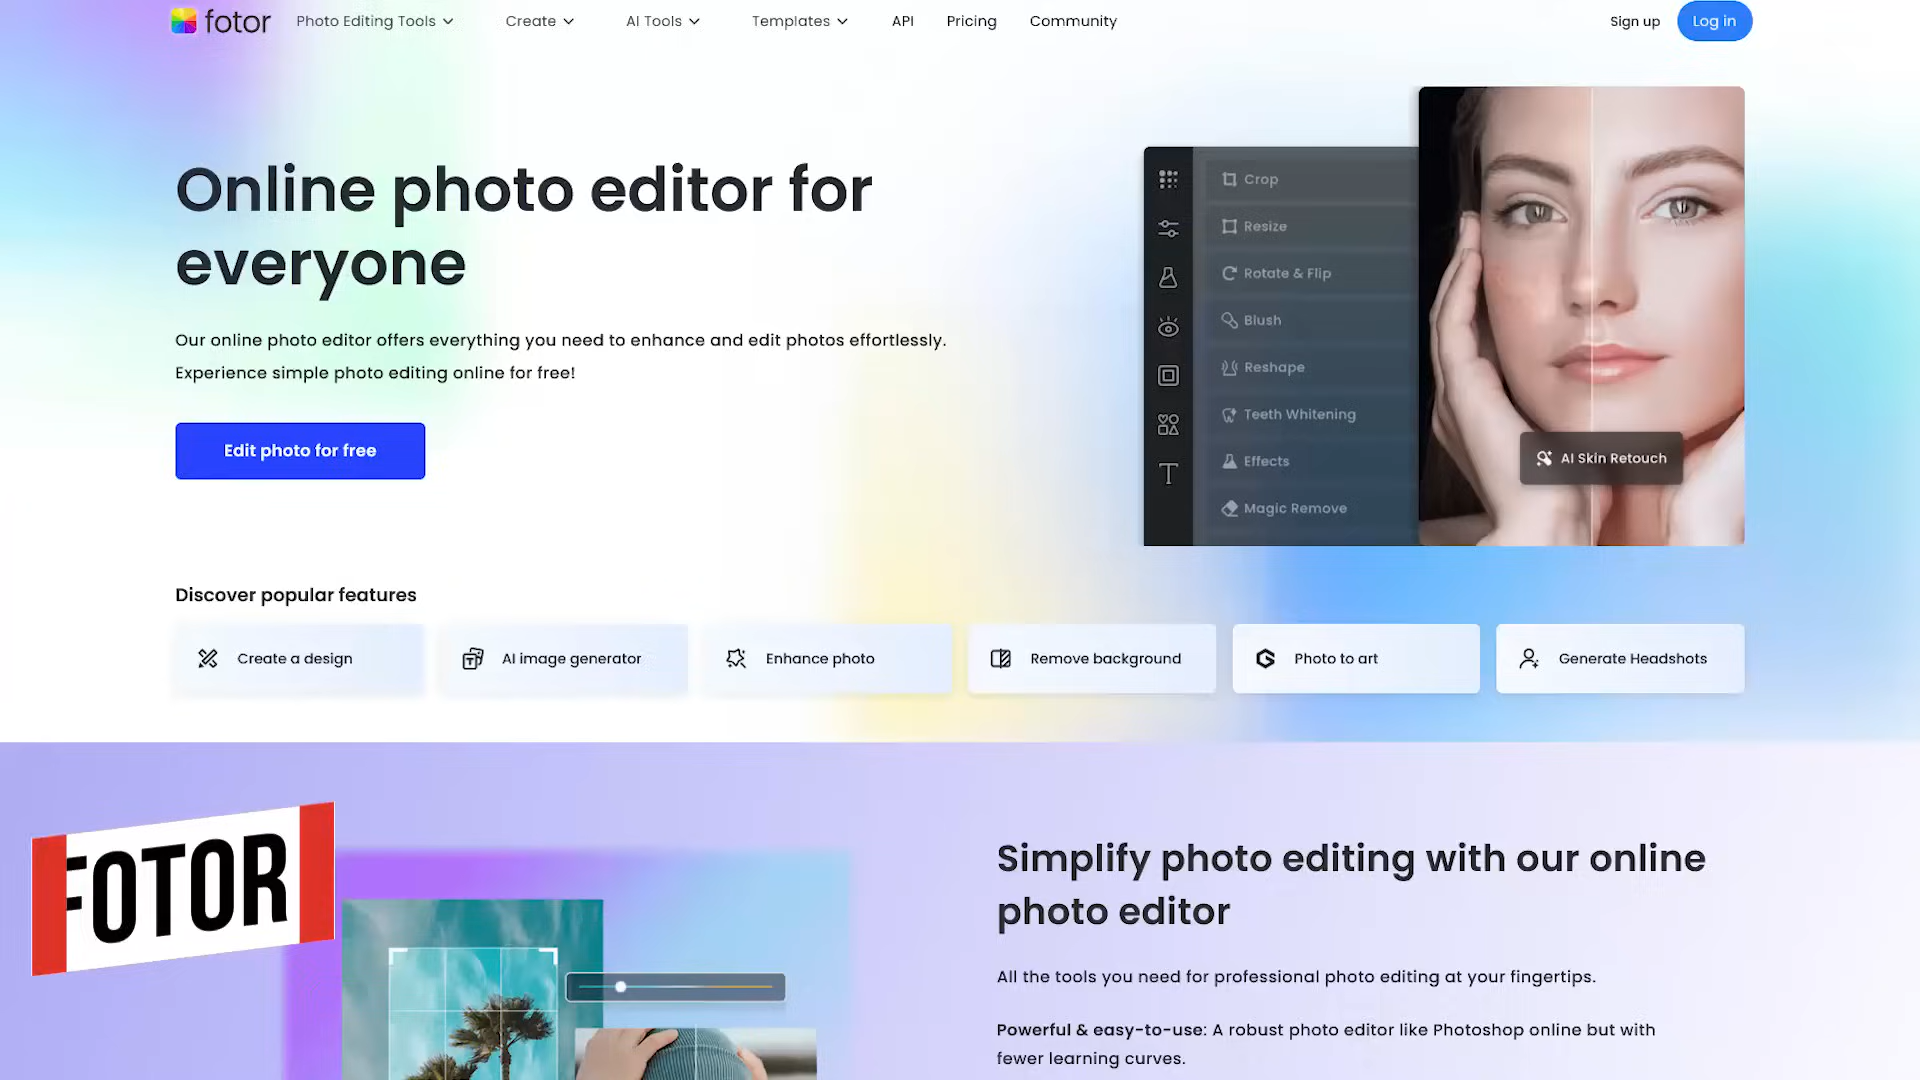 fotor
Photo Editing Tools
Create
AI Tools
Templates
API
Pricing
Community
Sign up
Log in
Online photo editor for
everyone
Our online photo editor offers everything you need to enhance and edit photos effortlessly.
Experience simple photo editing online for free!
Edit photo for free
Crop
Resize
Rotate & Flip
Blush
Reshape
Teeth Whitening
Effects
Magic Remove
AI Skin Retouch
Discover popular features
Create a design
AI image generator
Enhance photo
Remove background
Photo to art
Generate Headshots
FOTOR
Simplify photo editing with our online
photo editor
All the tools you need for professional photo editing at your fingertips.
Powerful & easy-to-use: A robust photo editor like Photoshop online but with
fewer learning curves.